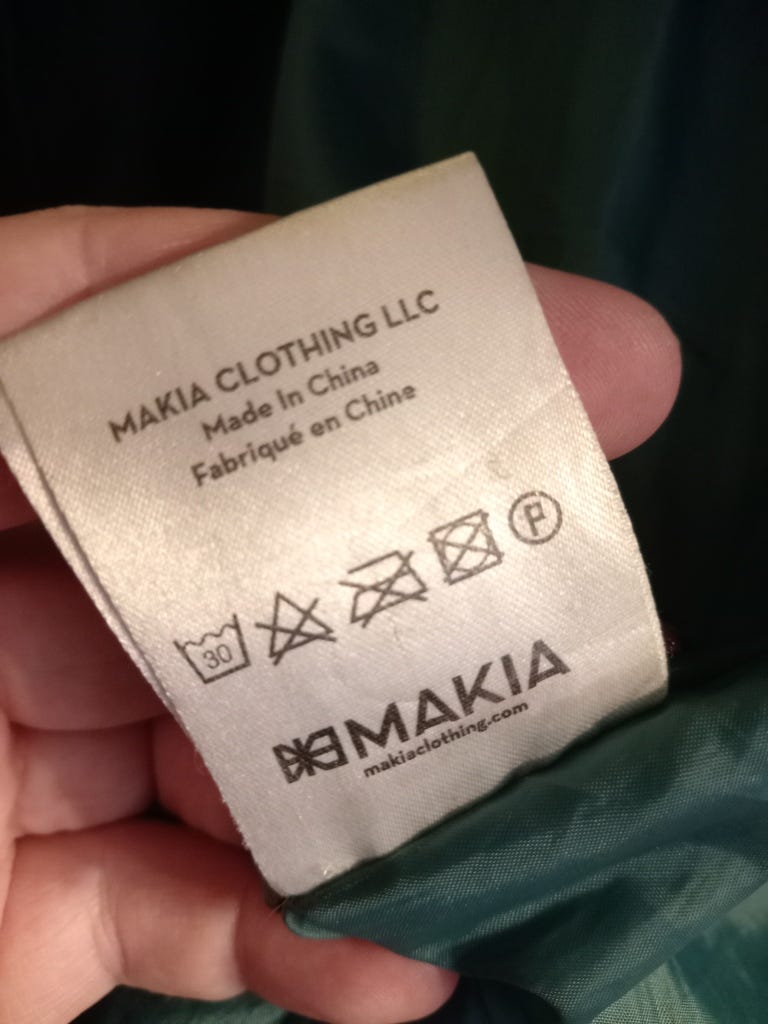 MAKIA CLOTHING LLC
Made In China
Fabriqué en Chine
30 P
MAKIA
makiaclothing.com